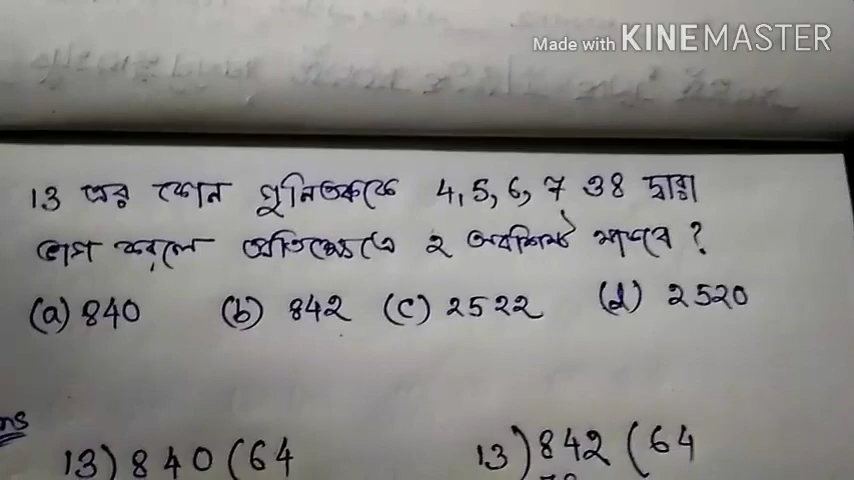 Made with KINEMASTER
13 এর কোন গুনিতককে 4, 5, 6, 7 ও 8 দ্বারা
ভাগ করলে প্রতিক্ষেত্রে 2 অবশিষ্ট থাকবে ?
(a) 840 (b) 842 (c) 2522 (d) 2520
Ans
13) 840 (64 13) 842 (64